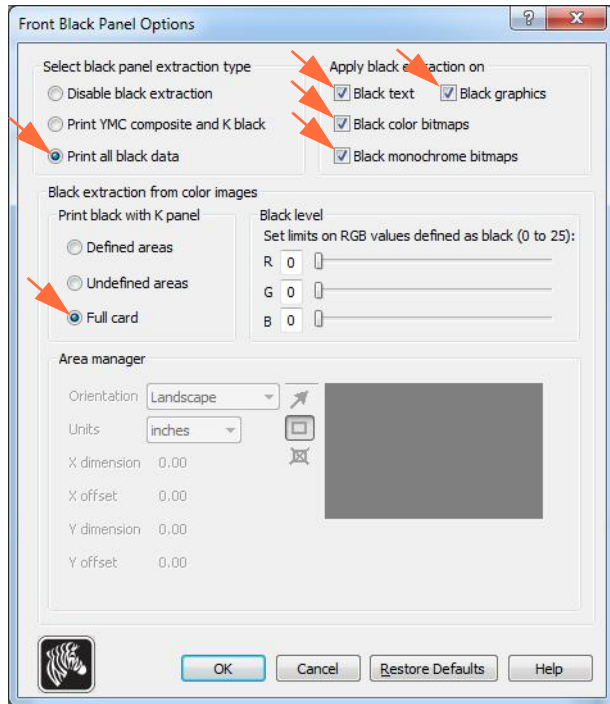 Front Black Panel Options
?
X
Select black panel extraction type
Disable black extraction
Print YMC composite and K black
Print all black data
Apply black extraction on
Black text
Black graphics
Black color bitmaps
Black monochrome bitmaps
Black extraction from color images
Print black with K panel
Defined areas
Undefined areas
Full card
Black level
Set limits on RGB values defined as black (0 to 25):
R 0
G 0
B 0
Area manager
Orientation Landscape
Units inches
X dimension 0.00
X offset 0.00
Y dimension 0.00
Y offset 0.00
OK
Cancel
Restore Defaults
Help